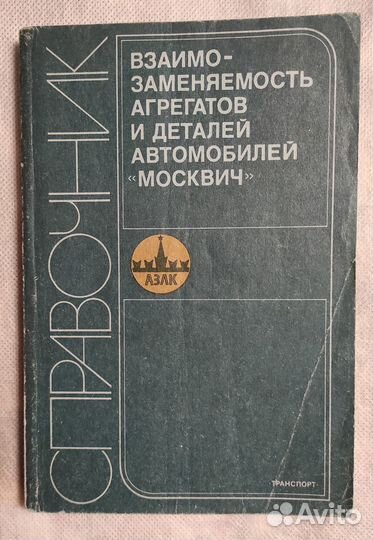 СПРАВОЧНИК
ВЗАИМО-
ЗАМЕНЯЕМОСТЬ
АГРЕГАТОВ
И ДЕТАЛЕЙ
АВТОМОБИЛЕЙ
«МОСКВИЧ»
АЗЛК
·ТРАНСПОРТ·
Avito